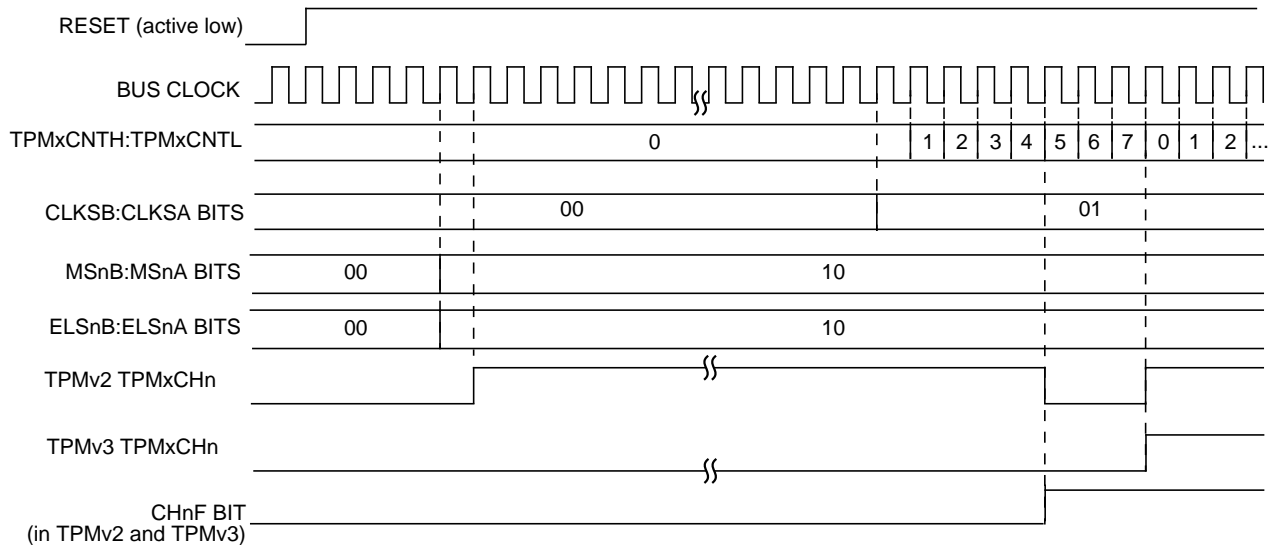 RESET (active low)
BUS CLOCK
TPMxCNTH:TPMxCNTL 0 1 2 3 4 5 6 7 0 1 2 ...
CLKSB:CLKSA BITS 00 01
MSnB:MSnA BITS 00 10
ELSnB:ELSnA BITS 00 10
TPMv2 TPMxCHn
TPMv3 TPMxCHn
CHnF BIT
(in TPMv2 and TPMv3)